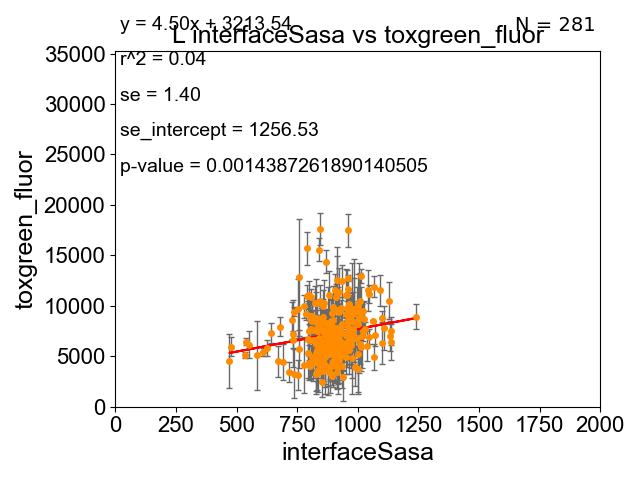 y = 4.50x + 3213.54
N = 281
L interfaceSasa vs toxgreen_fluor
r^2 = 0.04
se = 1.40
se_intercept = 1256.53
p-value = 0.0014387261890140505
35000
30000
25000
20000
15000
10000
5000
0
toxgreen_fluor
0 250 500 750 1000 1250 1500 1750 2000
interfaceSasa